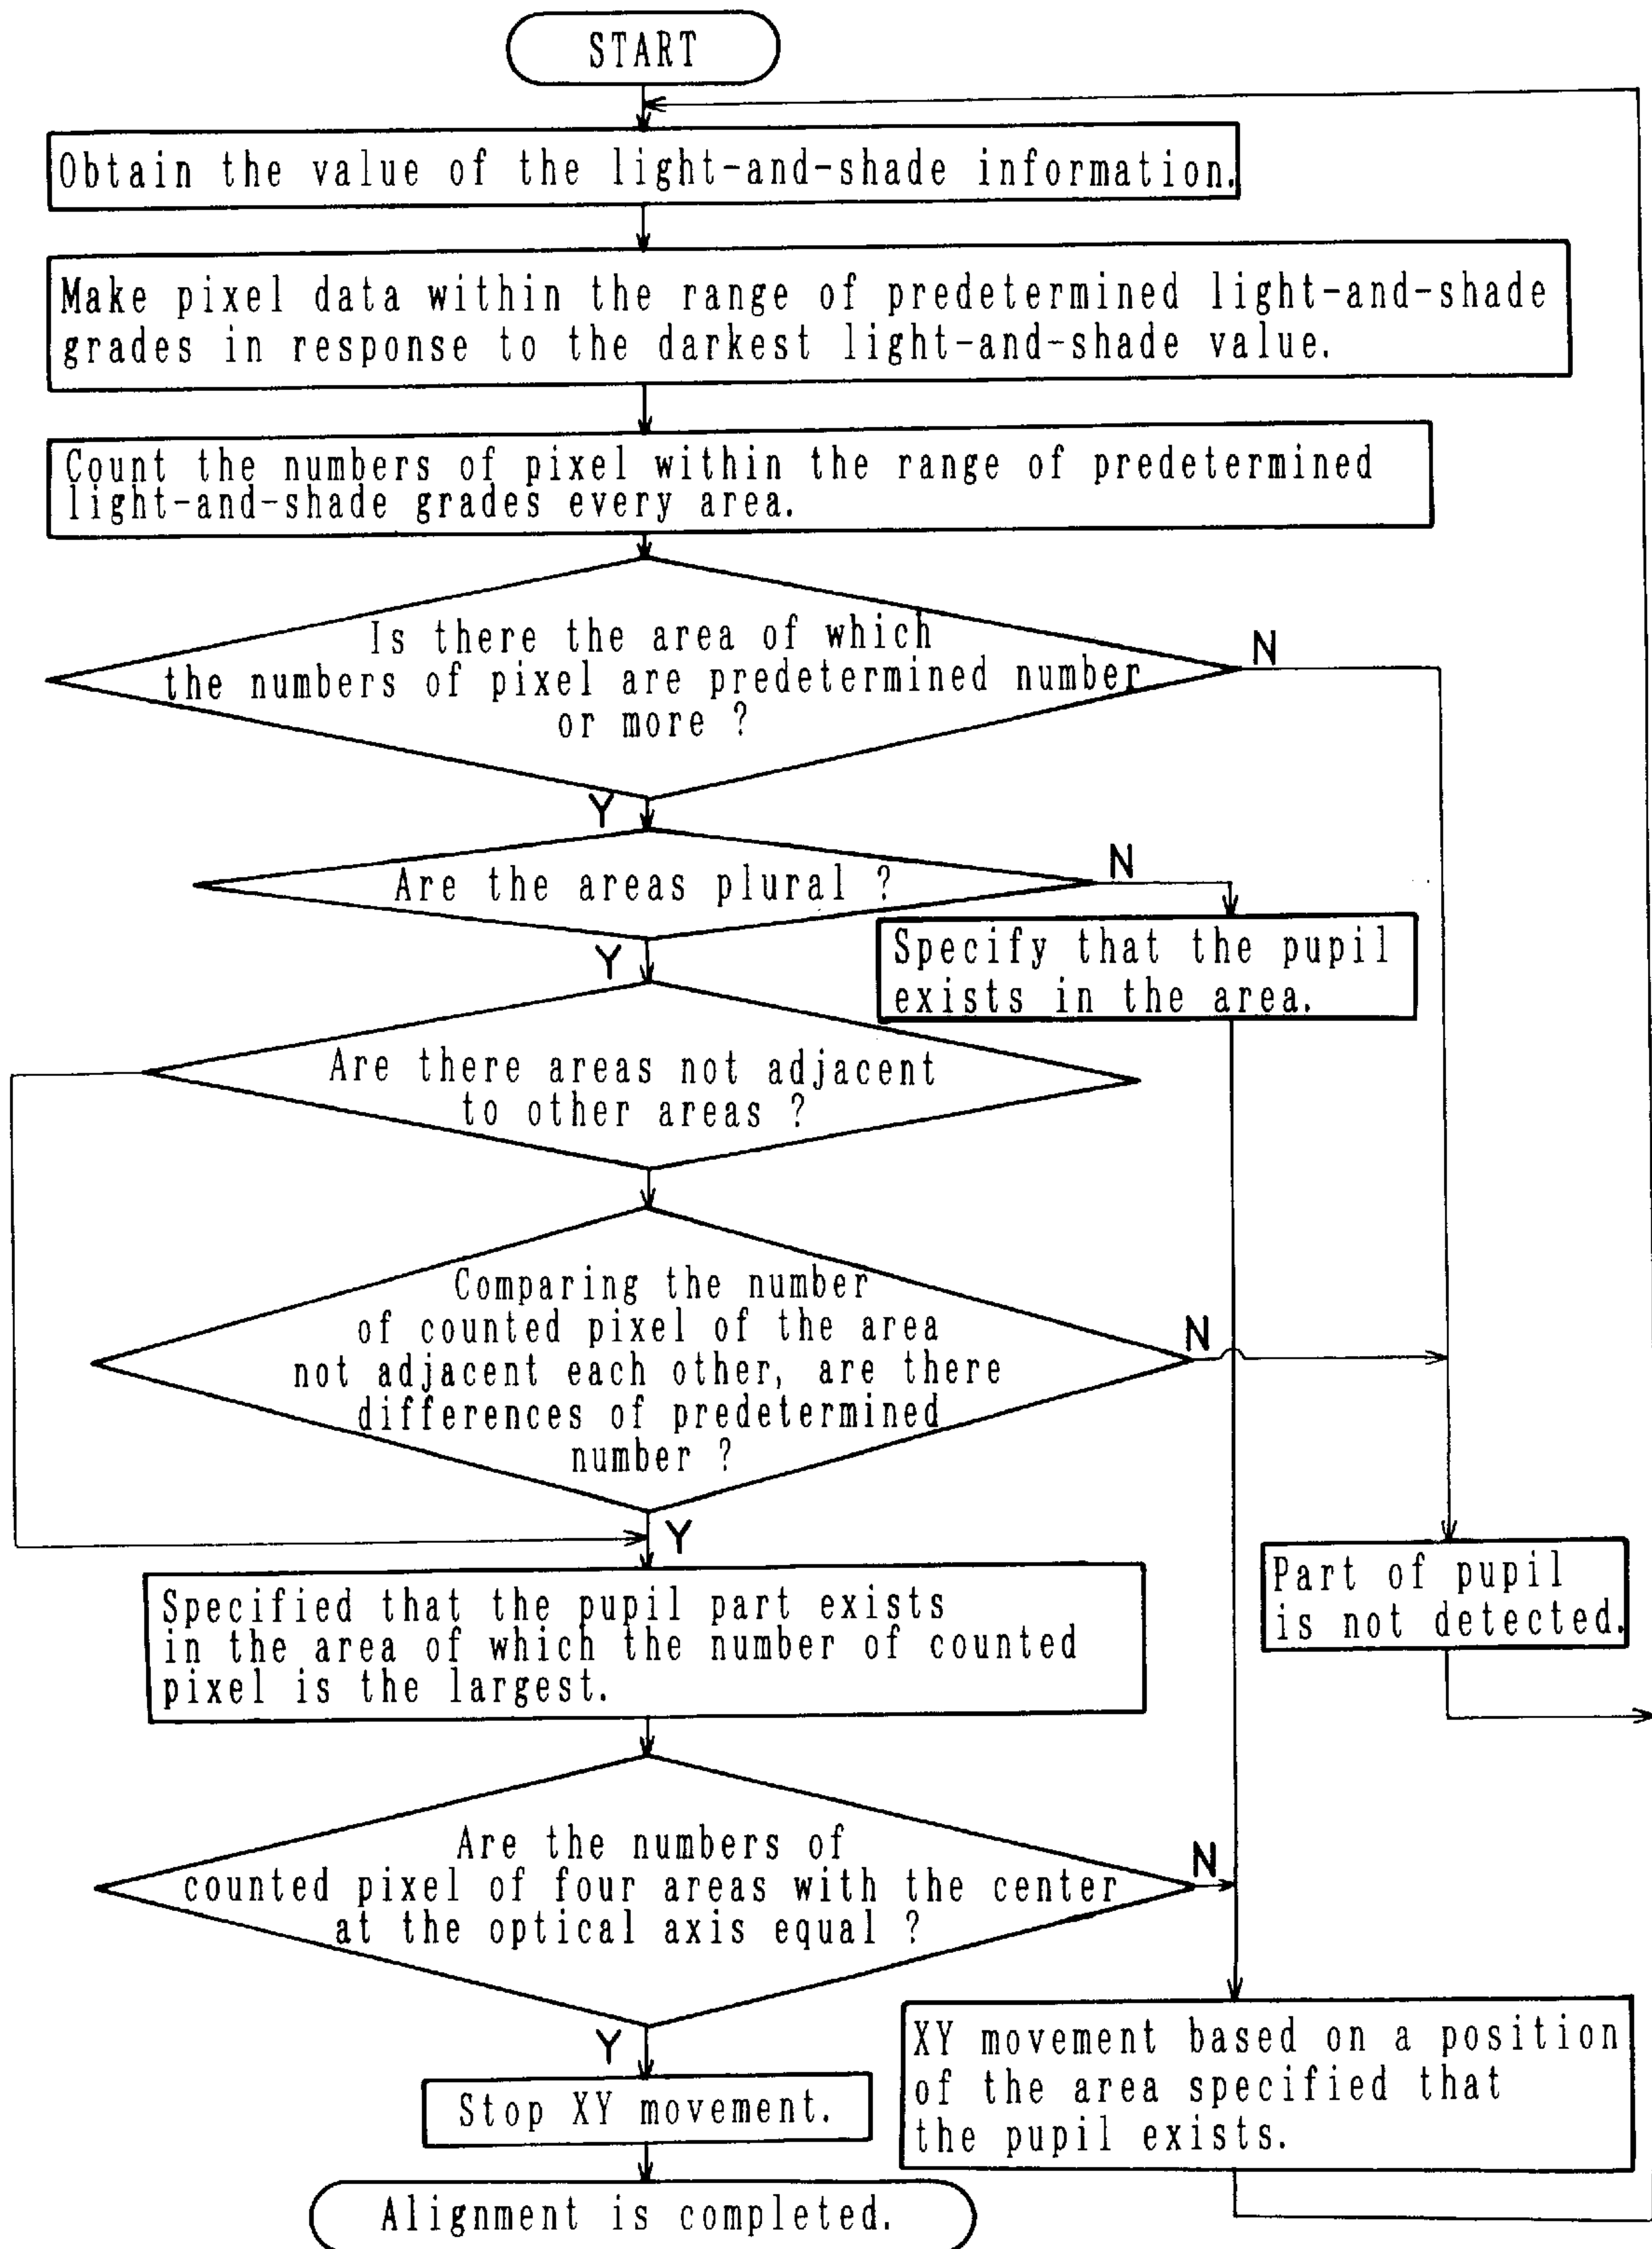 START
Obtain the value of the light-and-shade information.
Make pixel data within the range of predetermined light-and-shade
grades in response to the darkest light-and-shade value.
Count the numbers of pixel within the range of predetermined
light-and-shade grades every area.
Is there the area of which
the numbers of pixel are predetermined number
or more ?
N
Y
Are the areas plural ?
N
Y
Specify that the pupil
exists in the area.
Are there areas not adjacent
to other areas ?
Comparing the number
of counted pixel of the area
not adjacent each other, are there
differences of predetermined
number ?
N
Y
Part of pupil
is not detected.
Specified that the pupil part exists
in the area of which the number of counted
pixel is the largest.
Are the numbers of
counted pixel of four areas with the center
at the optical axis equal ?
N
Y
XY movement based on a position
of the area specified that
the pupil exists.
Stop XY movement.
Alignment is completed.